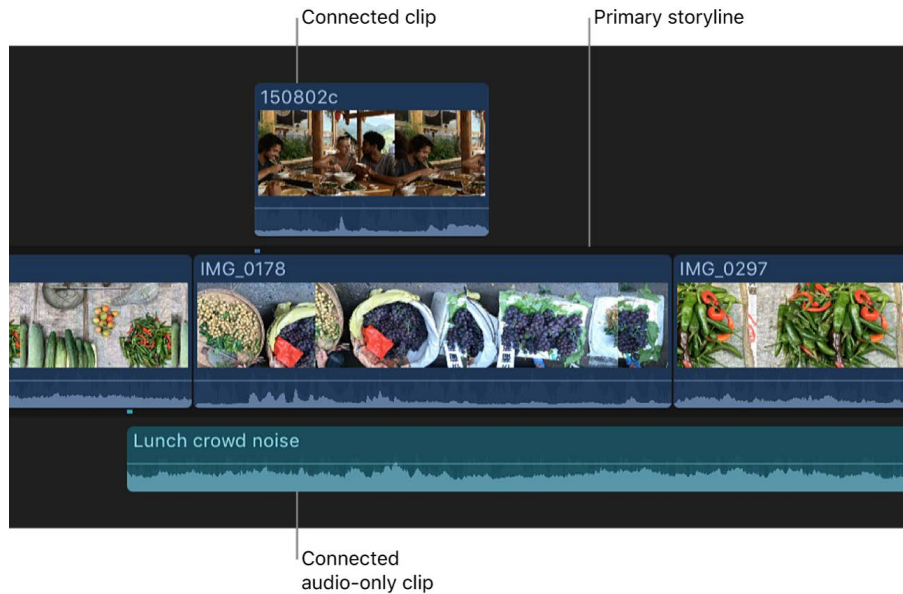 Connected clip
Primary storyline
150802c
IMG_0178
IMG_0297
Lunch crowd noise
Connected
audio-only clip